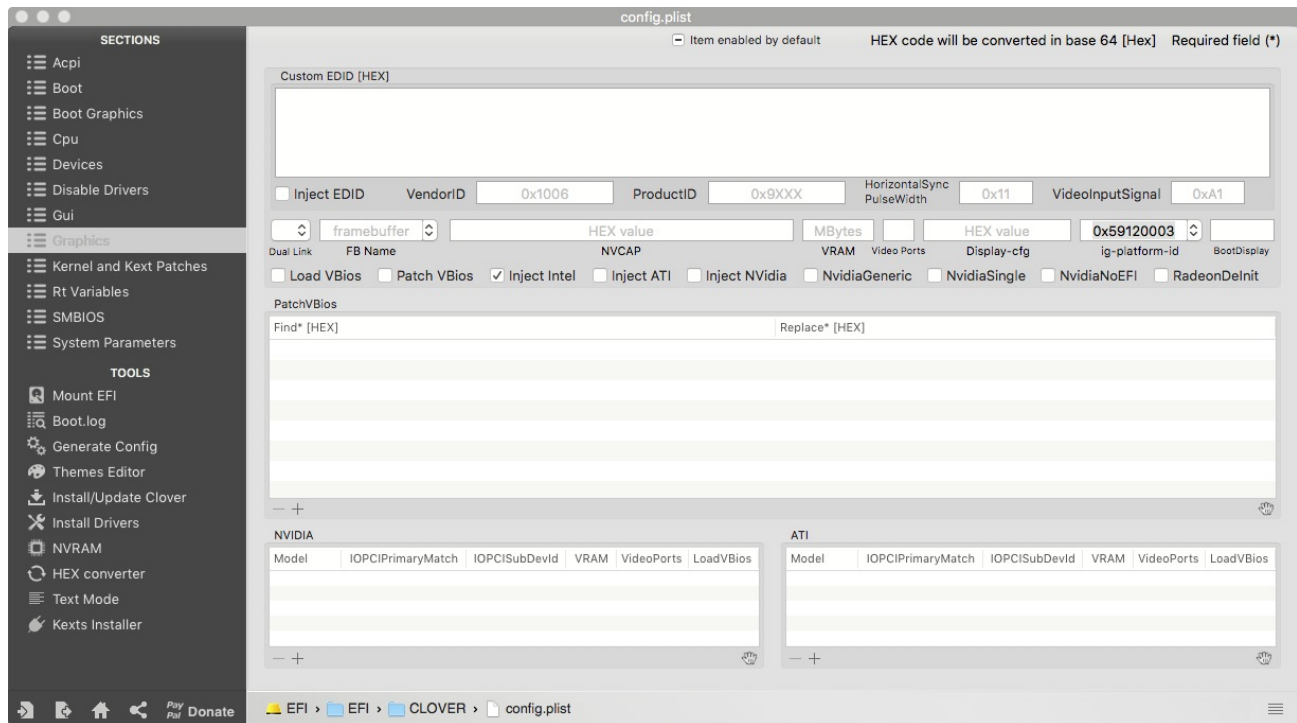 config.plist
SECTIONS
Acpi
Boot
Boot Graphics
Cpu
Devices
Disable Drivers
Gui
Graphics
Kernel and Kext Patches
Rt Variables
SMBIOS
System Parameters
TOOLS
Mount EFI
Boot.log
Generate Config
Themes Editor
Install/Update Clover
Install Drivers
NVRAM
HEX converter
Text Mode
Kexts Installer
Pay Pal Donate
Item enabled by default HEX code will be converted in base 64 [Hex] Required field (*)
Custom EDID [HEX]
Inject EDID VendorID 0x1006 ProductID 0x9XXX HorizontalSync PulseWidth 0x11 VideoInputSignal 0xA1
framebuffer HEX value MBytes HEX value 0x59120003
Dual Link FB Name NVCAP VRAM Video Ports Display-cfg ig-platform-id BootDisplay
Load VBios Patch VBios Inject Intel Inject ATI Inject NVidia NvidiaGeneric NvidiaSingle NvidiaNoEFI RadeonDeInit
PatchVBios
Find* [HEX] Replace* [HEX]
NVIDIA
Model IOPCIPrimaryMatch IOPCISubDevId VRAM VideoPorts LoadVBios
ATI
Model IOPCIPrimaryMatch IOPCISubDevId VRAM VideoPorts LoadVBios
EFI › EFI › CLOVER › config.plist